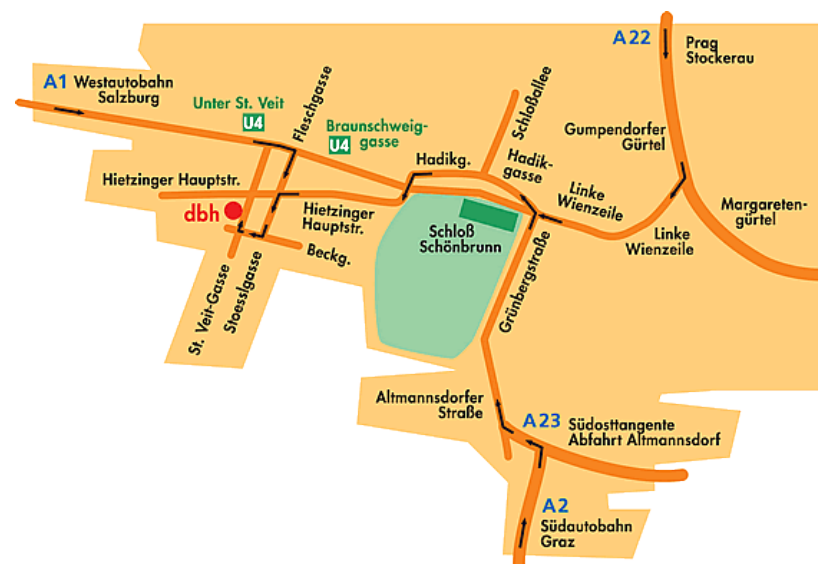 A22
Prag
Stockerau
A1 Westautobahn
Salzburg
Unter St. Veit
U4
Fleschgasse
Braunschweig-
gasse
U4
Schloßallee
Gumpendorfer
Gürtel
Hadikg.
Hadik-
gasse
Hietzinger Hauptstr.
Linke
Wienzeile
Margareten-
gürtel
dbh
Hietzinger
Hauptstr.
Schloß
Schönbrunn
Linke
Wienzeile
Beckg.
St. Veit-Gasse
Stoesslgasse
Grünbergstraße
Altmannsdorfer
Straße
A23 Südosttangente
Abfahrt Altmannsdorf
A2
Südautobahn
Graz